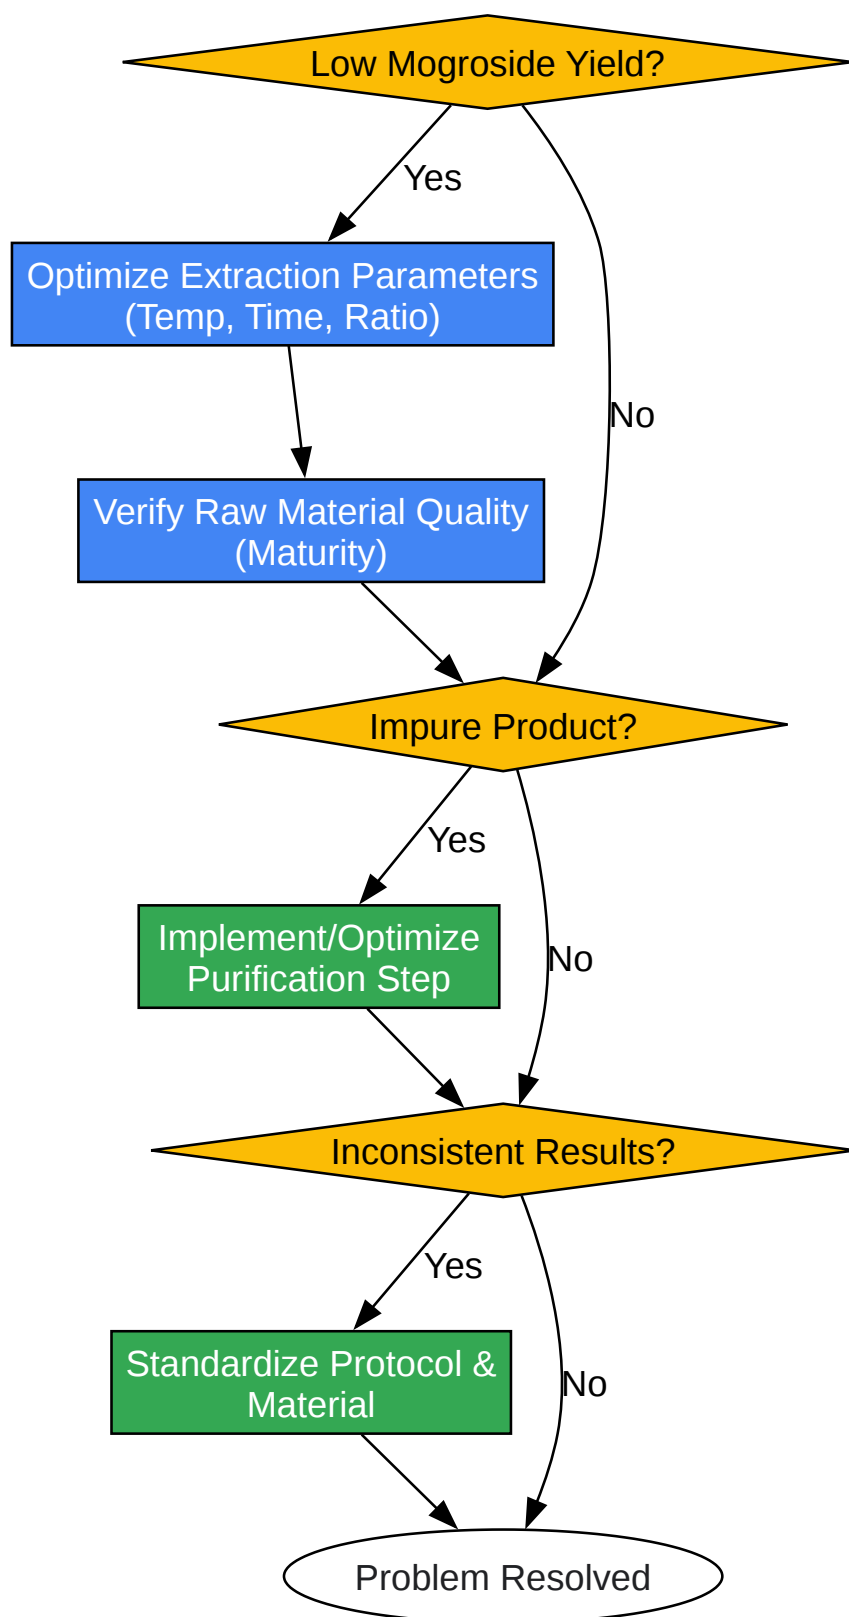 Low Mogroside Yield?
Yes
Optimize Extraction Parameters
(Temp, Time, Ratio)
No
Verify Raw Material Quality
(Maturity)
Impure Product?
Yes
Implement/Optimize
Purification Step
No
Inconsistent Results?
Yes
Standardize Protocol &
Material
No
Problem Resolved